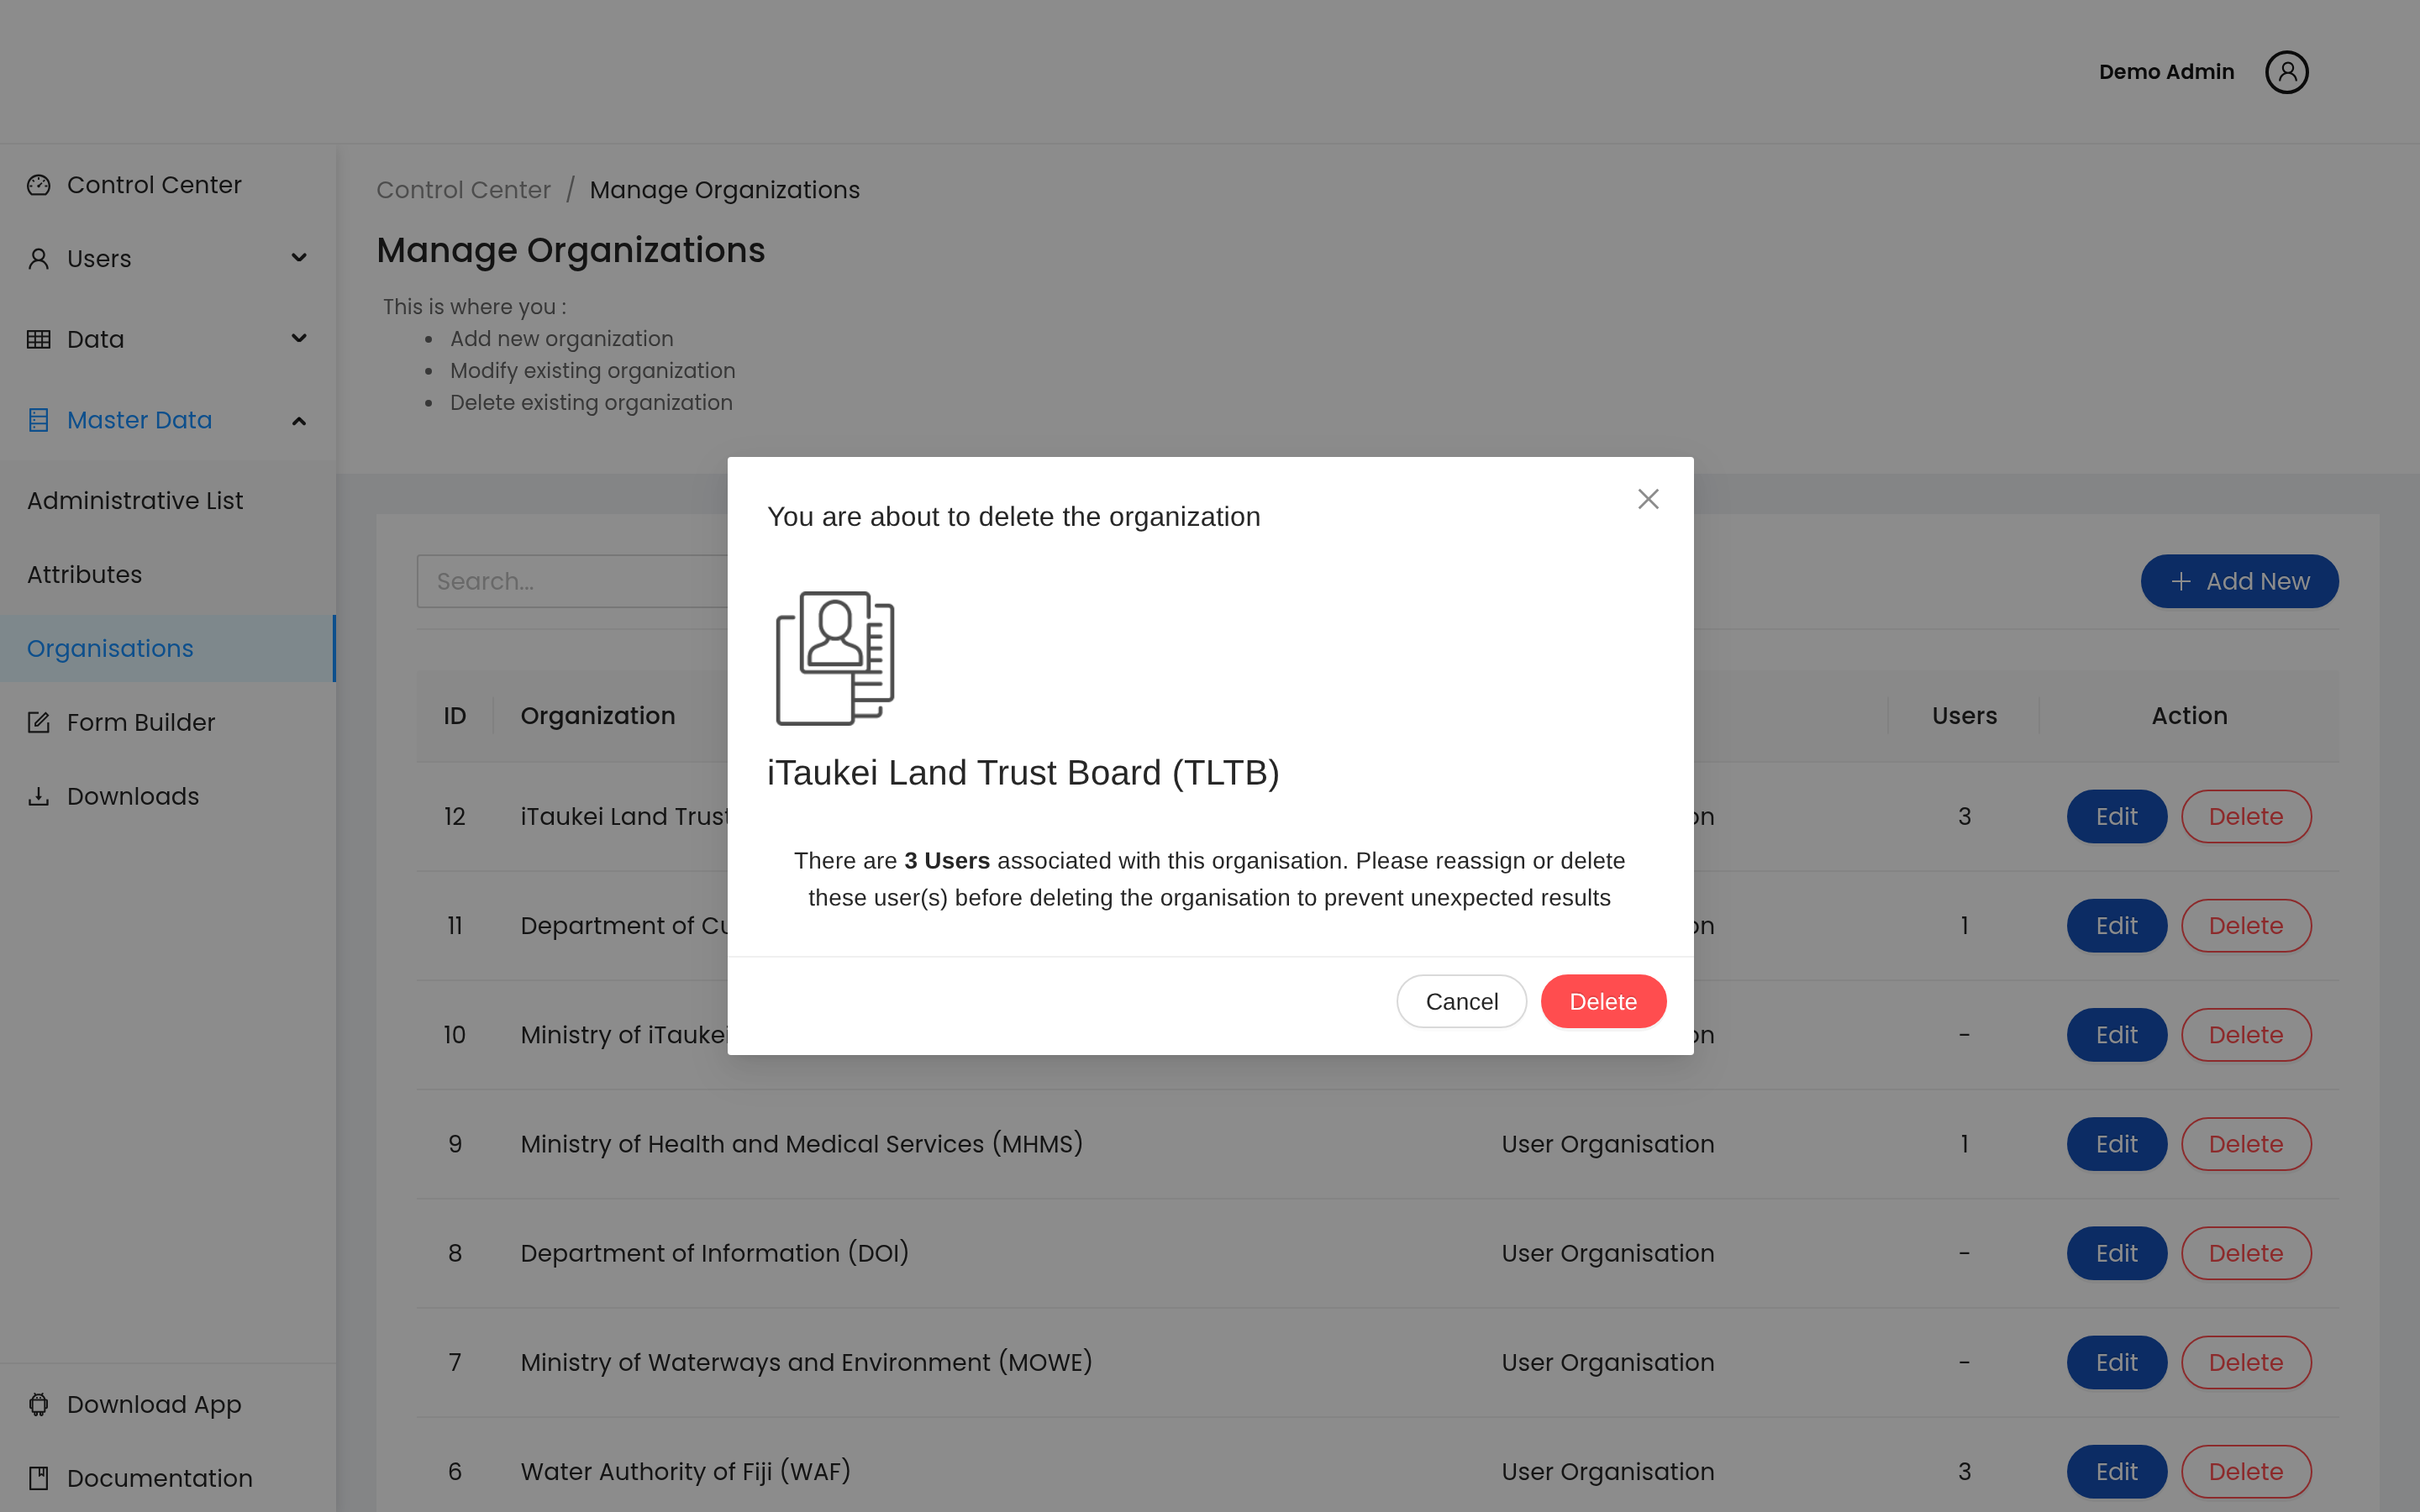 Demo Admin
Control Center
Users
Data
Master Data
Administrative List
Attributes
Organisations
Form Builder
Downloads
Download App
Documentation
Control Center / Manage Organizations
Manage Organizations
This is where you :
• Add new organization
• Modify existing organization
• Delete existing organization
Search...
Add New
ID Organization Users Action
12 iTaukei Land Trust 3 Edit Delete
11 Department of 1 Edit Delete
10 Ministry of iTaukei - Edit Delete
9 Ministry of Health and Medical Services (MHMS) User Organisation 1 Edit Delete
8 Department of Information (DOI) User Organisation - Edit Delete
7 Ministry of Waterways and Environment (MOWE) User Organisation - Edit Delete
6 Water Authority of Fiji (WAF) User Organisation 3 Edit Delete
You are about to delete the organization
iTaukei Land Trust Board (TLTB)
There are 3 Users associated with this organisation. Please reassign or delete
these user(s) before deleting the organisation to prevent unexpected results
Cancel Delete